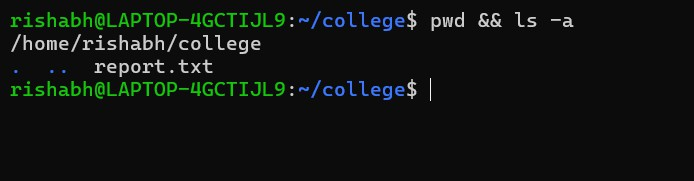 rishabh@LAPTOP-4GCTIJL9:~/college$ pwd && ls -a
/home/rishabh/college
.  ..  report.txt
rishabh@LAPTOP-4GCTIJL9:~/college$